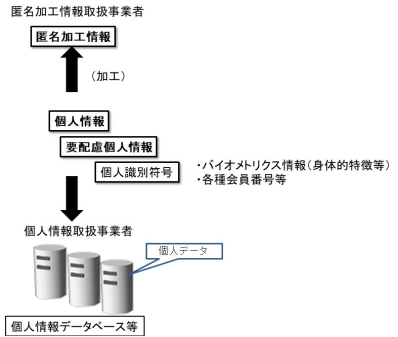 匿名加工情報取扱事業者
匿名加工情報
（加工）
個人情報
要配慮個人情報
個人識別符号
・バイオメトリクス情報（身体的特徴等）
・各種会員番号等
個人情報取扱事業者
個人データ
個人情報データベース等